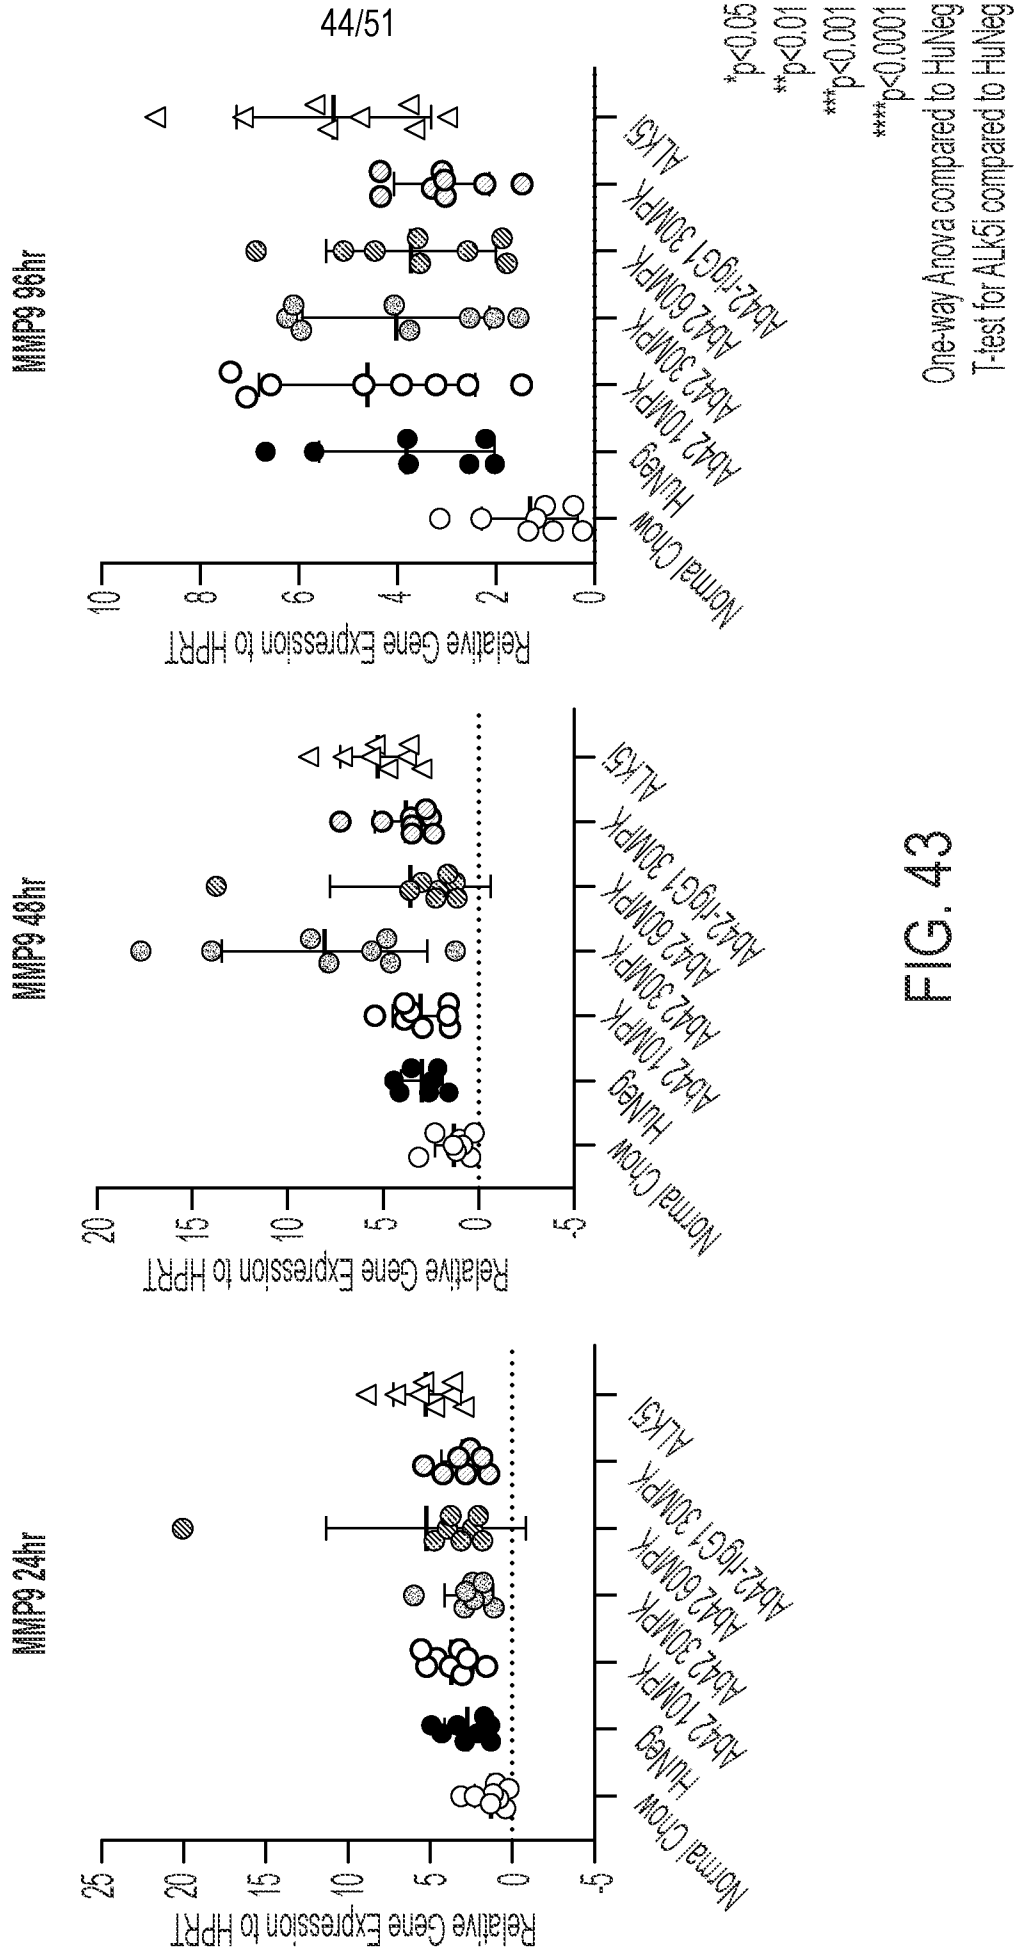 44/51
MMP9 24hr
Relative Gene Expression to HPRT
25
20
15
10
5
0
-5
Normal Chow
HuNeg
Ab42 10MPK
Ab42 30MPK
Ab42 60MPK
Ab42-rIgG1 30MPK
ALK5i
MMP9 48hr
Relative Gene Expression to HPRT
20
15
10
5
0
-5
Normal Chow
HuNeg
Ab42 10MPK
Ab42 30MPK
Ab42 60MPK
Ab42-rIgG1 30MPK
ALK5i
MMP9 96hr
Relative Gene Expression to HPRT
10
8
6
4
2
0
Normal Chow
HuNeg
Ab42 10MPK
Ab42 30MPK
Ab42 60MPK
Ab42-rIgG1 30MPK
ALK5i
*p<0.05
**p<0.01
***p<0.001
****p<0.0001
One-way Anova compared to HuNeg
T-test for ALK5i compared to HuNeg
FIG. 43